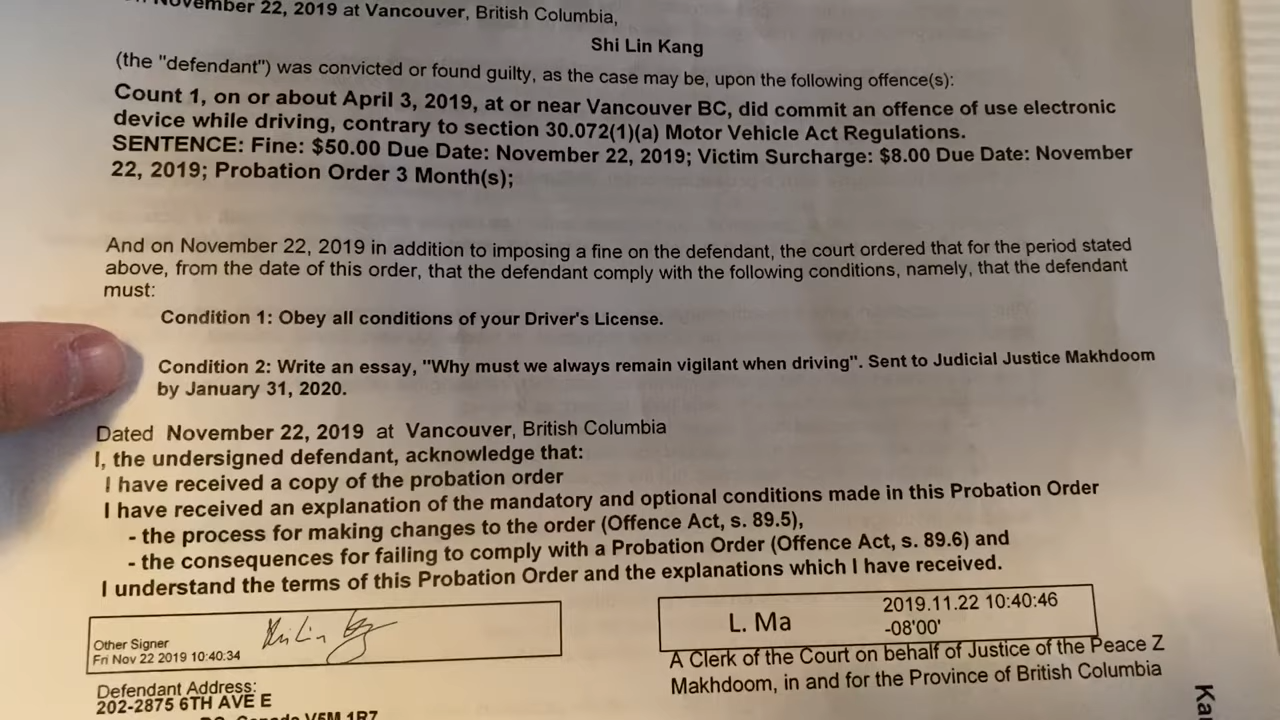 November 22, 2019 at Vancouver, British Columbia,
Shi Lin Kang
(the "defendant") was convicted or found guilty, as the case may be, upon the following offence(s):
Count 1, on or about April 3, 2019, at or near Vancouver BC, did commit an offence of use electronic
device while driving, contrary to section 30.072(1)(a) Motor Vehicle Act Regulations.
SENTENCE: Fine: $50.00 Due Date: November 22, 2019; Victim Surcharge: $8.00 Due Date: November
22, 2019; Probation Order 3 Month(s);
And on November 22, 2019 in addition to imposing a fine on the defendant, the court ordered that for the period stated
above, from the date of this order, that the defendant comply with the following conditions, namely, that the defendant
must:
Condition 1: Obey all conditions of your Driver's License.
Condition 2: Write an essay, "Why must we always remain vigilant when driving". Sent to Judicial Justice Makhdoom
by January 31, 2020.
Dated November 22, 2019 at Vancouver, British Columbia
I, the undersigned defendant, acknowledge that:
I have received a copy of the probation order
I have received an explanation of the mandatory and optional conditions made in this Probation Order
- the process for making changes to the order (Offence Act, s. 89.5),
- the consequences for failing to comply with a Probation Order (Offence Act, s. 89.6) and
I understand the terms of this Probation Order and the explanations which I have received.
Other Signer
Fri Nov 22 2019 10:40:34
L. Ma
2019.11.22 10:40:46
-08'00'
A Clerk of the Court on behalf of Justice of the Peace Z
Makhdoom, in and for the Province of British Columbia
Defendant Address:
202-2875 6TH AVE E
Canada V5M 1R7
Ka